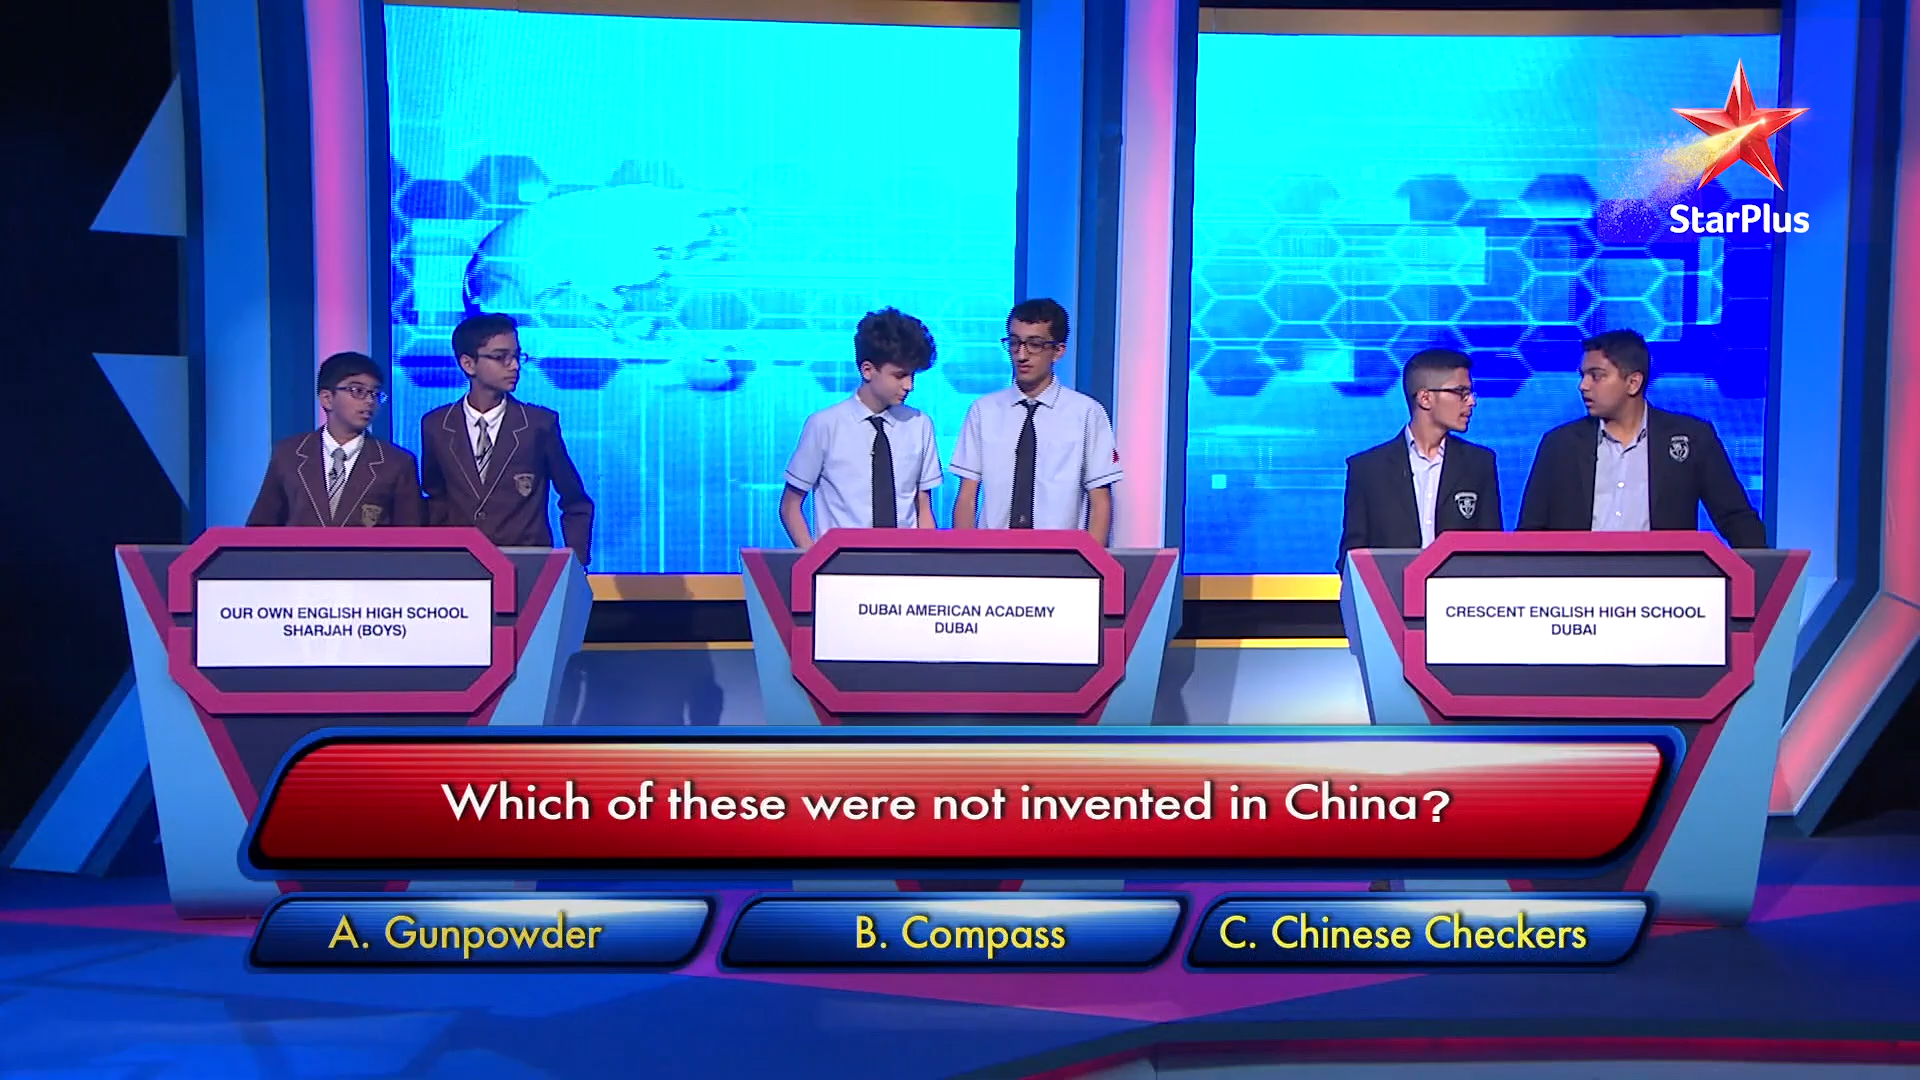 StarPlus
OUR OWN ENGLISH HIGH SCHOOL
SHARJAH (BOYS)
DUBAI AMERICAN ACADEMY
DUBAI
CRESCENT ENGLISH HIGH SCHOOL
DUBAI
Which of these were not invented in China?
A. Gunpowder
B. Compass
C. Chinese Checkers